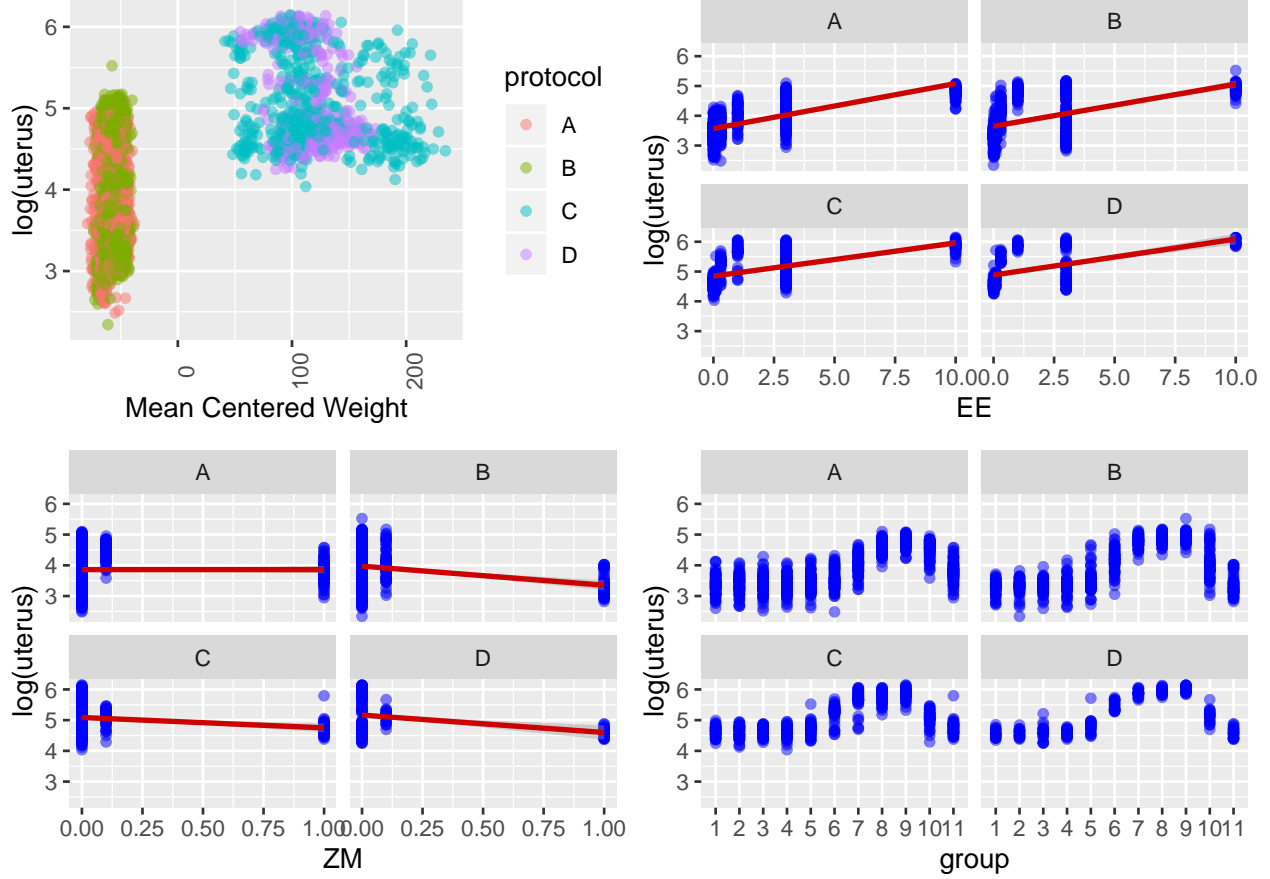 6
5
4
3
log(uterus)
0
100
200
Mean Centered Weight
protocol
A
B
C
D
A B
6
5
4
3
C D
6
5
4
3
log(uterus)
0.0 2.5 5.0 7.5 10.0 0.0 2.5 5.0 7.5 10.0
EE
A B
6
5
4
3
C D
6
5
4
3
log(uterus)
0.00 0.25 0.50 0.75 1.00 0.00 0.25 0.50 0.75 1.00
ZM
A B
6
5
4
3
C D
6
5
4
3
log(uterus)
1 2 3 4 5 6 7 8 9 10 11 1 2 3 4 5 6 7 8 9 10 11
group